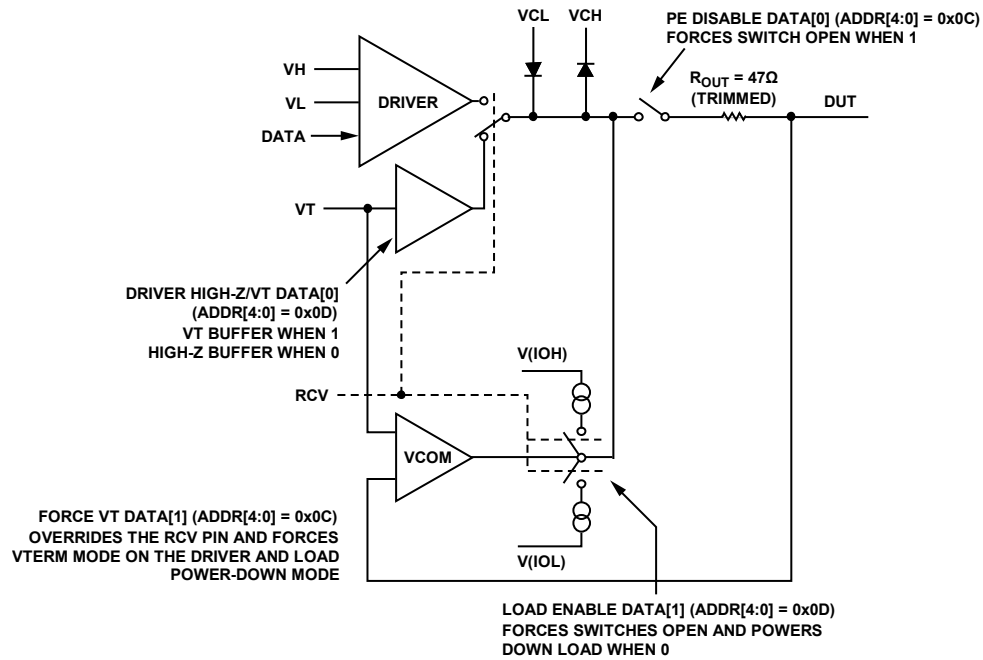 VCL
VCH
PE DISABLE DATA[0] (ADDR[4:0] = 0x0C)
FORCES SWITCH OPEN WHEN 1
VH
VL
DATA
DRIVER
ROUT = 47Ω
(TRIMMED)
DUT
VT
DRIVER HIGH-Z/VT DATA[0]
(ADDR[4:0] = 0x0D)
VT BUFFER WHEN 1
HIGH-Z BUFFER WHEN 0
V(IOH)
RCV
VCOM
FORCE VT DATA[1] (ADDR[4:0] = 0x0C)
OVERRIDES THE RCV PIN AND FORCES
VTERM MODE ON THE DRIVER AND LOAD
POWER-DOWN MODE
V(IOL)
LOAD ENABLE DATA[1] (ADDR[4:0] = 0x0D)
FORCES SWITCHES OPEN AND POWERS
DOWN LOAD WHEN 0